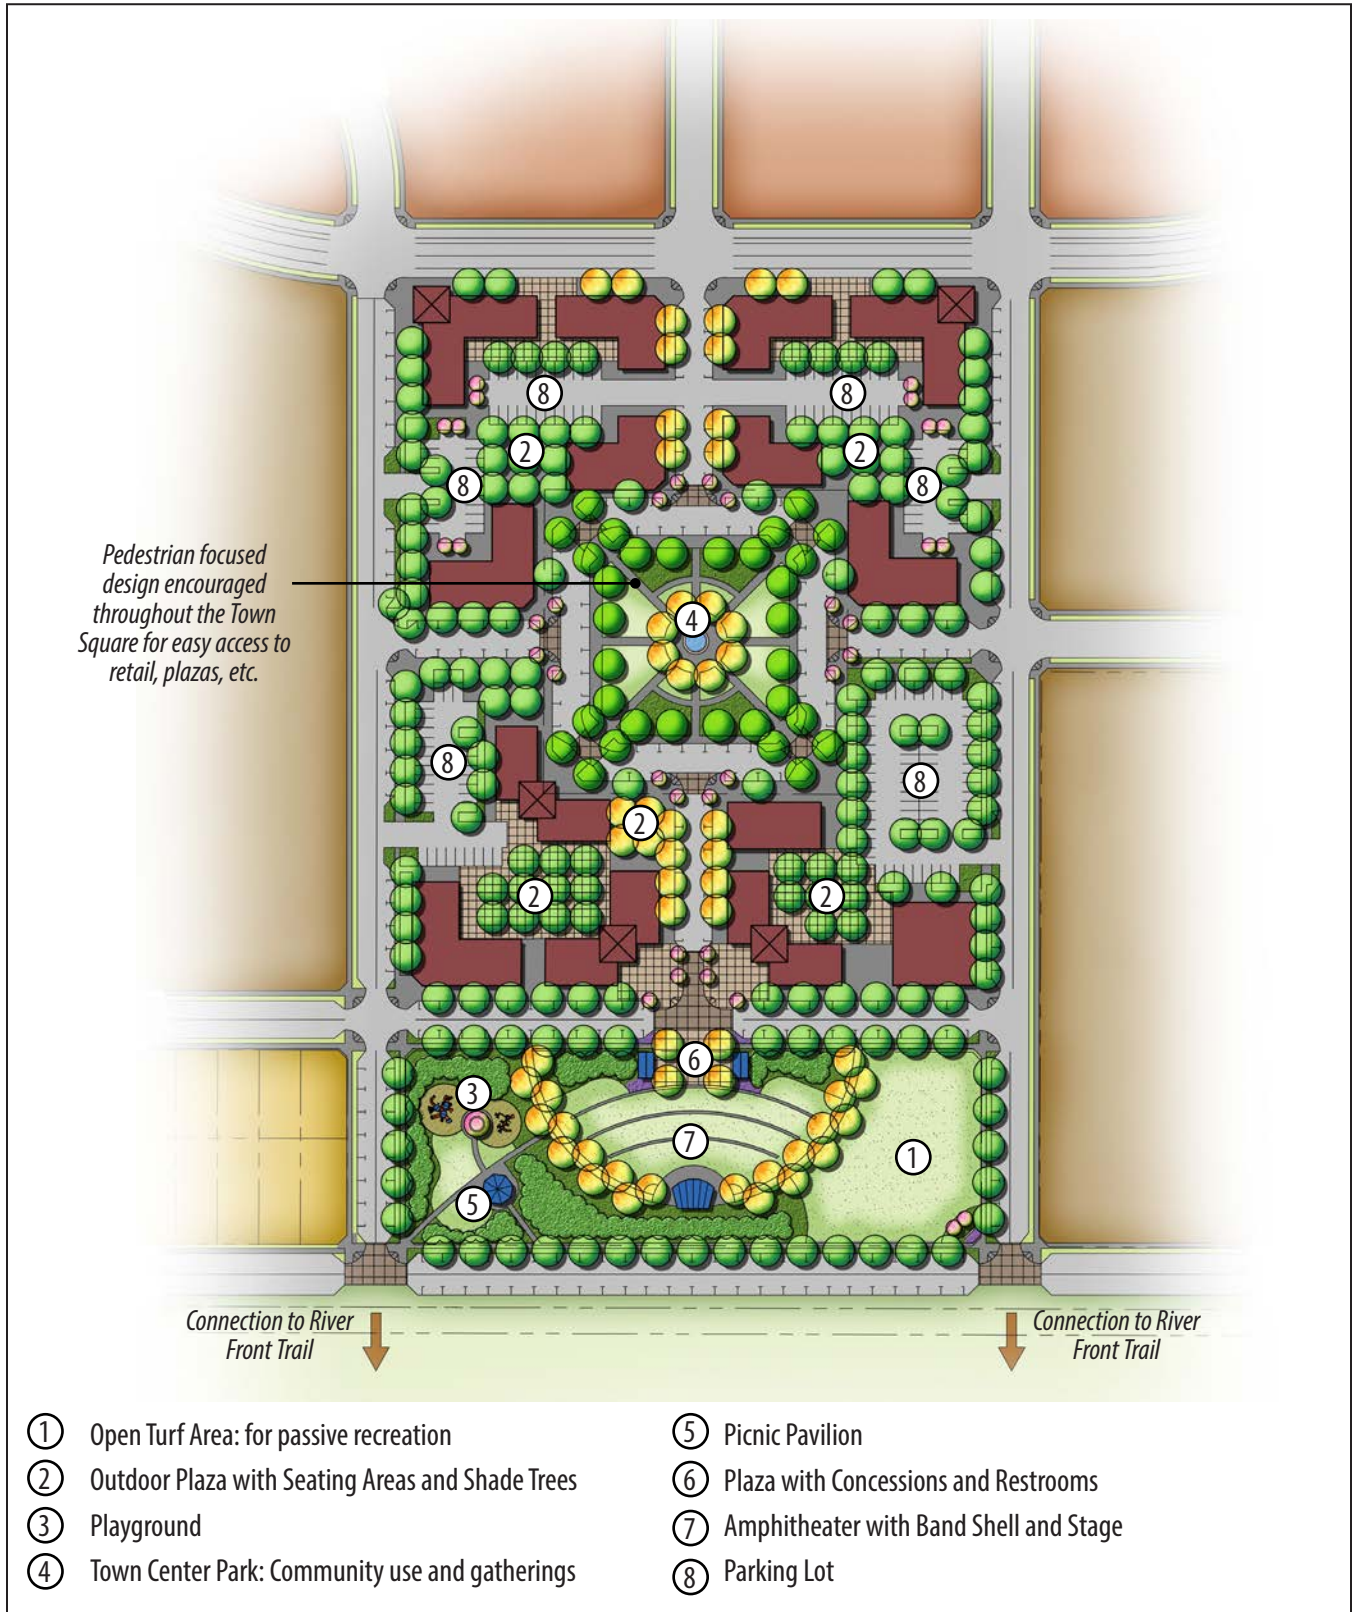 8
8
2
2
8
8
Pedestrian focused
design encouraged
throughout the Town
Square for easy access to
retail, plazas, etc.
4
8
8
2
2
2
6
3
7
1
5
Connection to River
Front Trail
Connection to River
Front Trail
1 Open Turf Area: for passive recreation
2 Outdoor Plaza with Seating Areas and Shade Trees
3 Playground
4 Town Center Park: Community use and gatherings
5 Picnic Pavilion
6 Plaza with Concessions and Restrooms
7 Amphitheater with Band Shell and Stage
8 Parking Lot